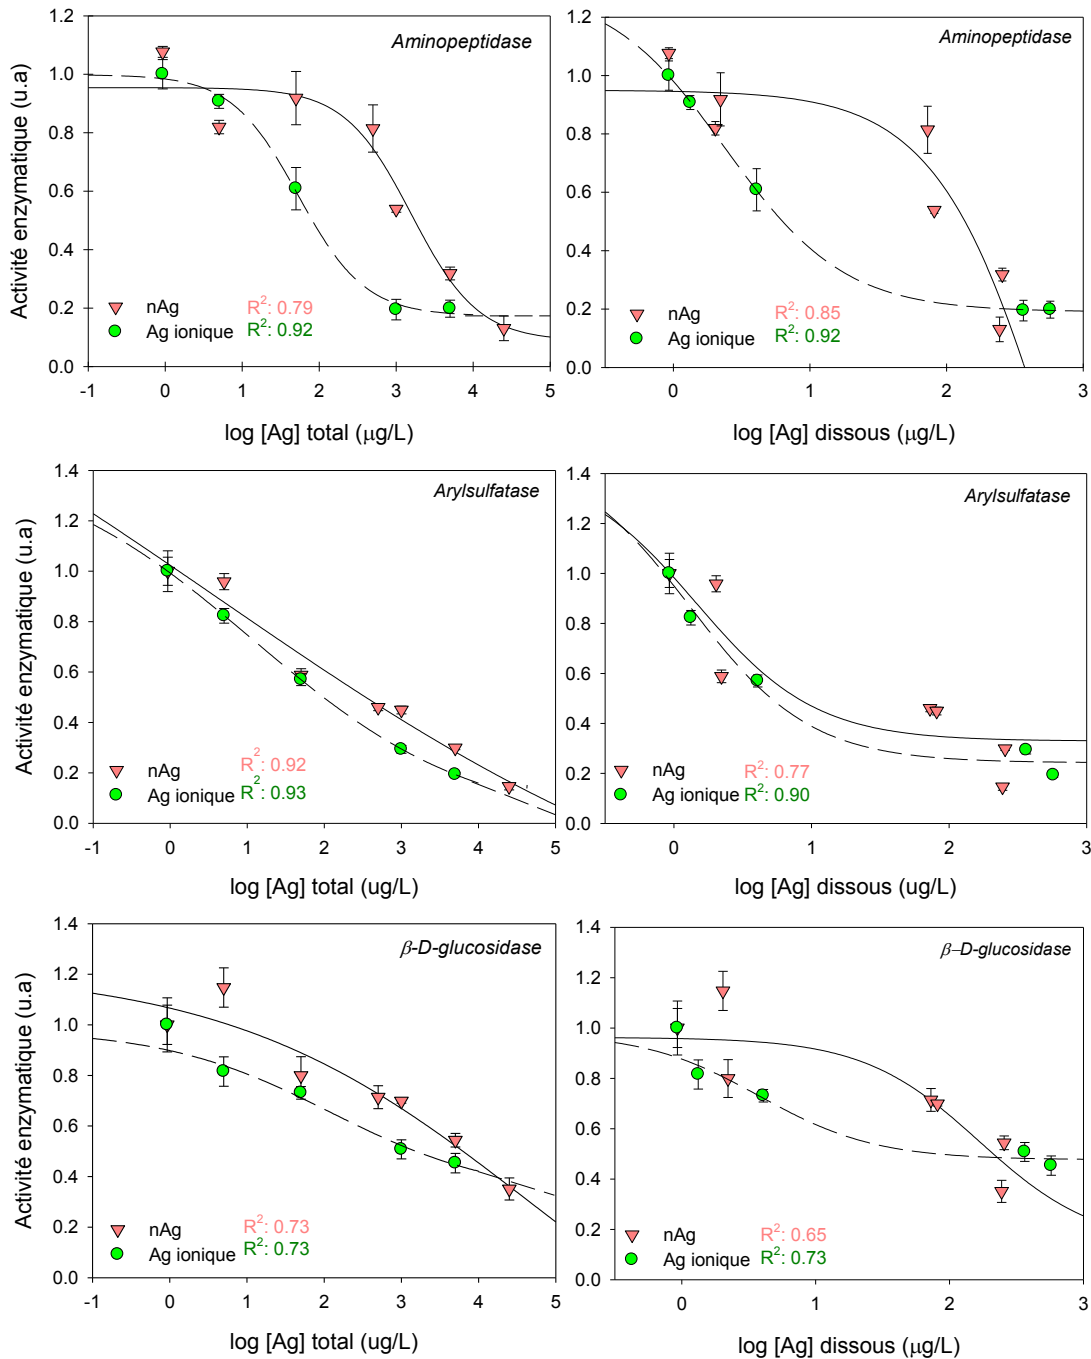 Aminopeptidase
Activité enzymatique (u.a)
1.2
1.0
0.8
0.6
0.4
0.2
0.0
nAg R2: 0.79
Ag ionique R2: 0.92
-1 0 1 2 3 4 5
log [Ag] total (µg/L)
Aminopeptidase
1.2
1.0
0.8
0.6
0.4
0.2
0.0
nAg R2: 0.85
Ag ionique R2: 0.92
0 1 2 3
log [Ag] dissous (µg/L)
Arylsulfatase
Activité enzymatique (u.a)
1.4
1.2
1.0
0.8
0.6
0.4
0.2
0.0
nAg R2: 0.92
Ag ionique R2: 0.93
-1 0 1 2 3 4 5
log [Ag] total (ug/L)
Arylsulfatase
1.4
1.2
1.0
0.8
0.6
0.4
0.2
0.0
nAg R2: 0.77
Ag ionique R2: 0.90
0 1 2 3
log [Ag] dissous (ug/L)
β-D-glucosidase
Activité enzymatique (u.a)
1.4
1.2
1.0
0.8
0.6
0.4
0.2
0.0
nAg R2: 0.73
Ag ionique R2: 0.73
-1 0 1 2 3 4 5
log [Ag] total (ug/L)
β–D-glucosidase
1.4
1.2
1.0
0.8
0.6
0.4
0.2
0.0
nAg R2: 0.65
Ag ionique R2: 0.73
0 1 2 3
log [Ag] dissous (µg/L)